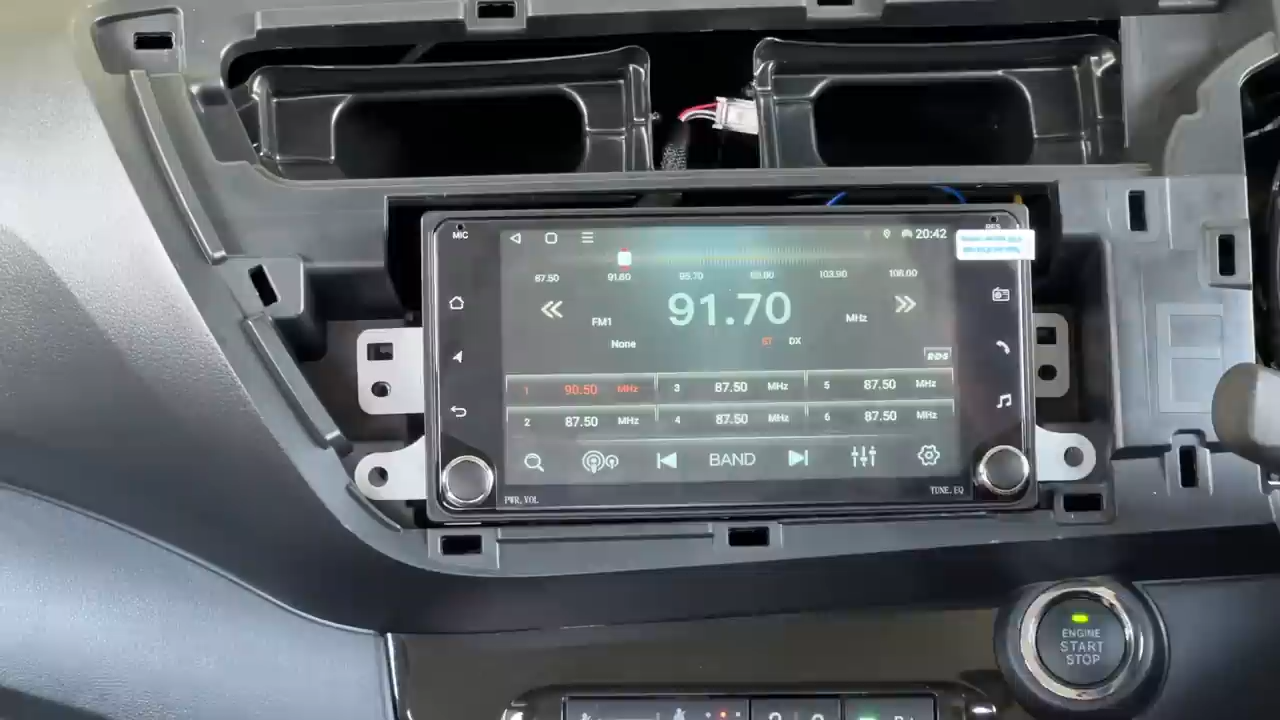 MIC
20:42
RES
87.50 91.60 95.70 99.80 103.90 108.00
91.70
FM1
MHz
None
ST DX
RDS
1 90.50 MHz 3 87.50 MHz 5 87.50 MHz
2 87.50 MHz 4 87.50 MHz 6 87.50 MHz
BAND
PWR.VOL
TUNE.EQ
ENGINE
START
STOP